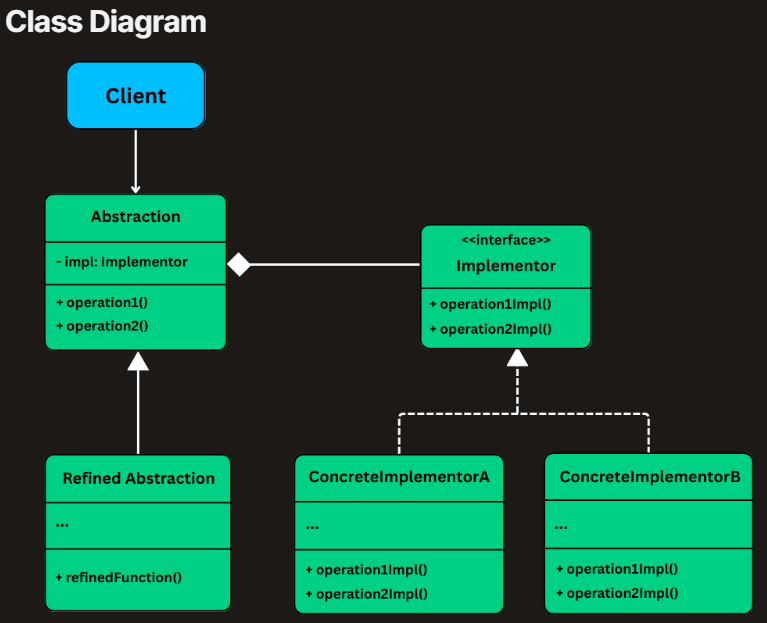 Class Diagram
Client
Abstraction
- impl: Implementor
+ operation1()
+ operation2()
<<interface>>
Implementor
+ operation1Impl()
+ operation2Impl()
Refined Abstraction
...
+ refinedFunction()
ConcreteImplementorA
...
+ operation1Impl()
+ operation2Impl()
ConcreteImplementorB
...
+ operation1Impl()
+ operation2Impl()